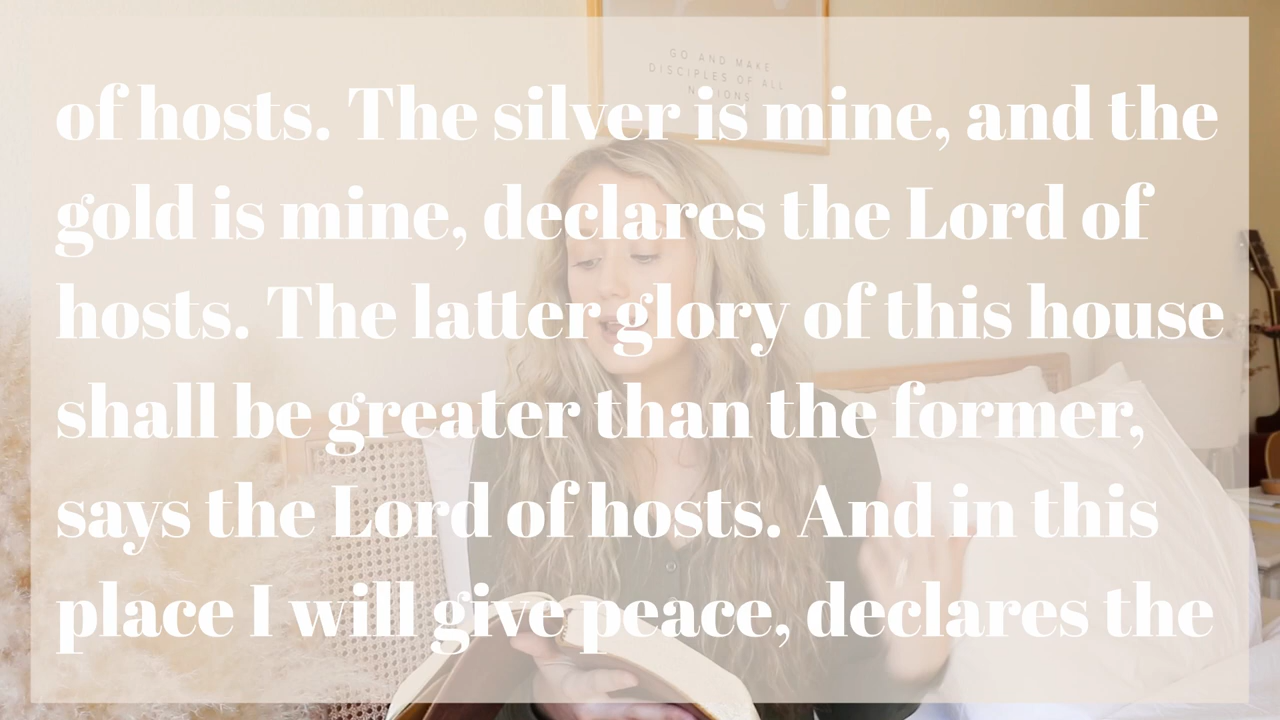 GO AND MAKE
DISCIPLES OF ALL
NATIONS
of hosts. The silver is mine, and the
gold is mine, declares the Lord of
hosts. The latter glory of this house
shall be greater than the former,
says the Lord of hosts. And in this
place I will give peace, declares the